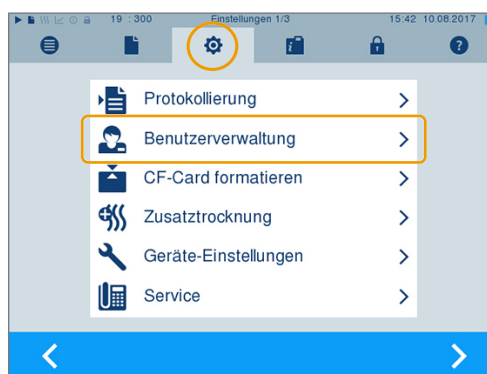 19 : 300 Einstellungen 1/3 15:42 10.08.2017
Protokollierung
Benutzerverwaltung
CF-Card formatieren
Zusatztrocknung
Geräte-Einstellungen
Service